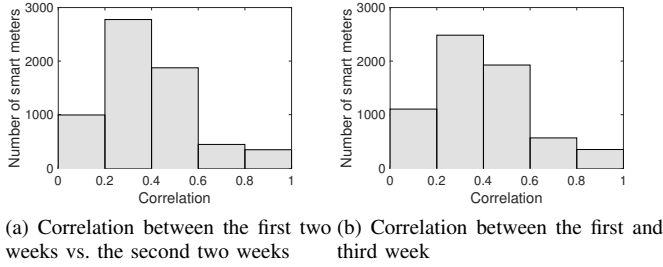 3000
2000
1000
0
Number of smart meters
0 0.2 0.4 0.6 0.8 1
Correlation
(a) Correlation between the first two
weeks vs. the second two weeks
3000
2000
1000
0
Number of smart meters
0 0.2 0.4 0.6 0.8 1
Correlation
(b) Correlation between the first and
third week